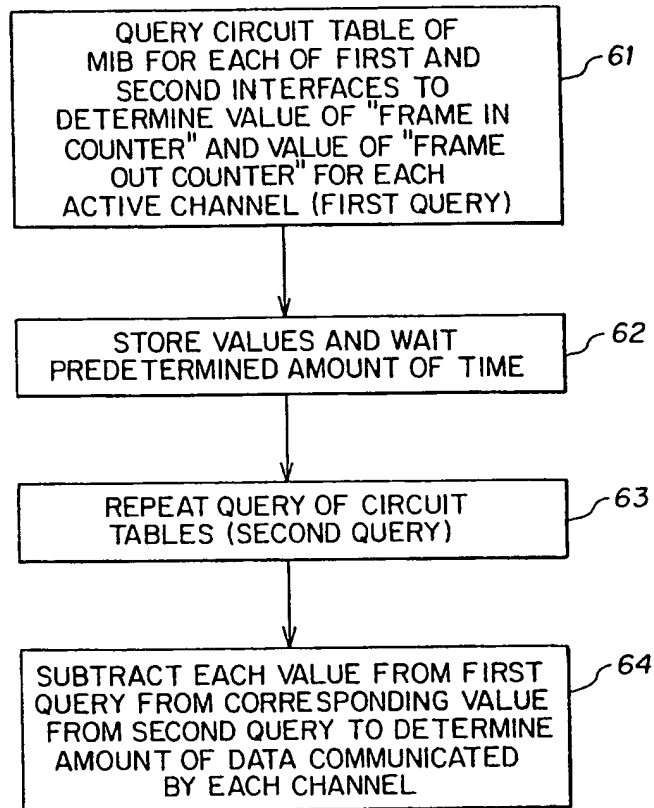 QUERY CIRCUIT TABLE OF
MIB FOR EACH OF FIRST AND
SECOND INTERFACES TO
DETERMINE VALUE OF "FRAME IN
COUNTER" AND VALUE OF "FRAME
OUT COUNTER" FOR EACH
ACTIVE CHANNEL (FIRST QUERY)
61
STORE VALUES AND WAIT
PREDETERMINED AMOUNT OF TIME
62
REPEAT QUERY OF CIRCUIT
TABLES (SECOND QUERY)
63
SUBTRACT EACH VALUE FROM FIRST
QUERY FROM CORRESPONDING VALUE
FROM SECOND QUERY TO DETERMINE
AMOUNT OF DATA COMMUNICATED
BY EACH CHANNEL
64